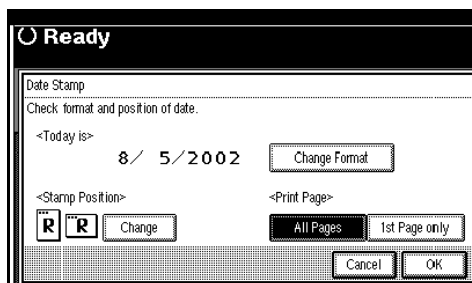 Ready
Date Stamp
Check format and position of date.
<Today is>
8/ 5/2002 Change Format
<Stamp Position> <Print Page>
R R Change All Pages 1st Page only
Cancel OK